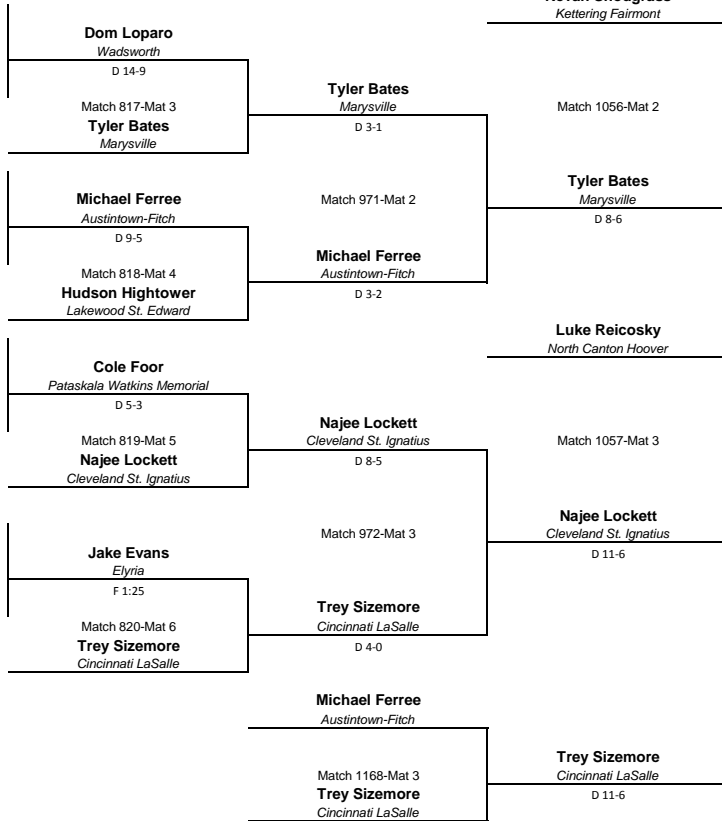 Kettering Fairmont
Dom Loparo
Wadsworth
D 14-9
Match 817-Mat 3
Tyler Bates
Marysville
Tyler Bates
Marysville
D 3-1
Match 1056-Mat 2
Michael Ferree
Austintown-Fitch
D 9-5
Match 818-Mat 4
Hudson Hightower
Lakewood St. Edward
Match 971-Mat 2
Michael Ferree
Austintown-Fitch
D 3-2
Tyler Bates
Marysville
D 8-6
Luke Reicosky
North Canton Hoover
Cole Foor
Pataskala Watkins Memorial
D 5-3
Match 819-Mat 5
Najee Lockett
Cleveland St. Ignatius
Najee Lockett
Cleveland St. Ignatius
D 8-5
Match 1057-Mat 3
Jake Evans
Elyria
F 1:25
Match 820-Mat 6
Trey Sizemore
Cincinnati LaSalle
Match 972-Mat 3
Trey Sizemore
Cincinnati LaSalle
D 4-0
Najee Lockett
Cleveland St. Ignatius
D 11-6
Michael Ferree
Austintown-Fitch
Match 1168-Mat 3
Trey Sizemore
Cincinnati LaSalle
Trey Sizemore
Cincinnati LaSalle
D 11-6